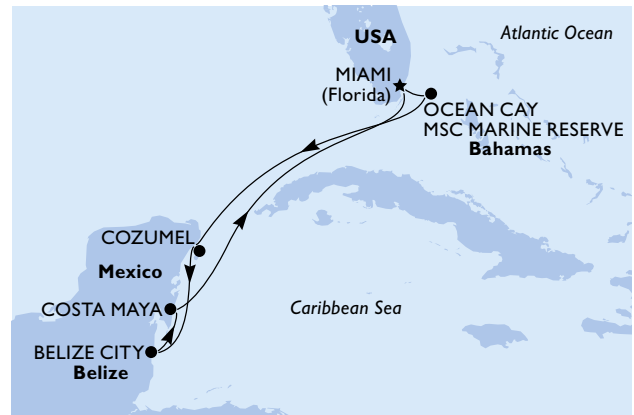 USA
Atlantic Ocean
MIAMI
(Florida)
OCEAN CAY
MSC MARINE RESERVE
Bahamas
COZUMEL
Mexico
COSTA MAYA
Caribbean Sea
BELIZE CITY
Belize